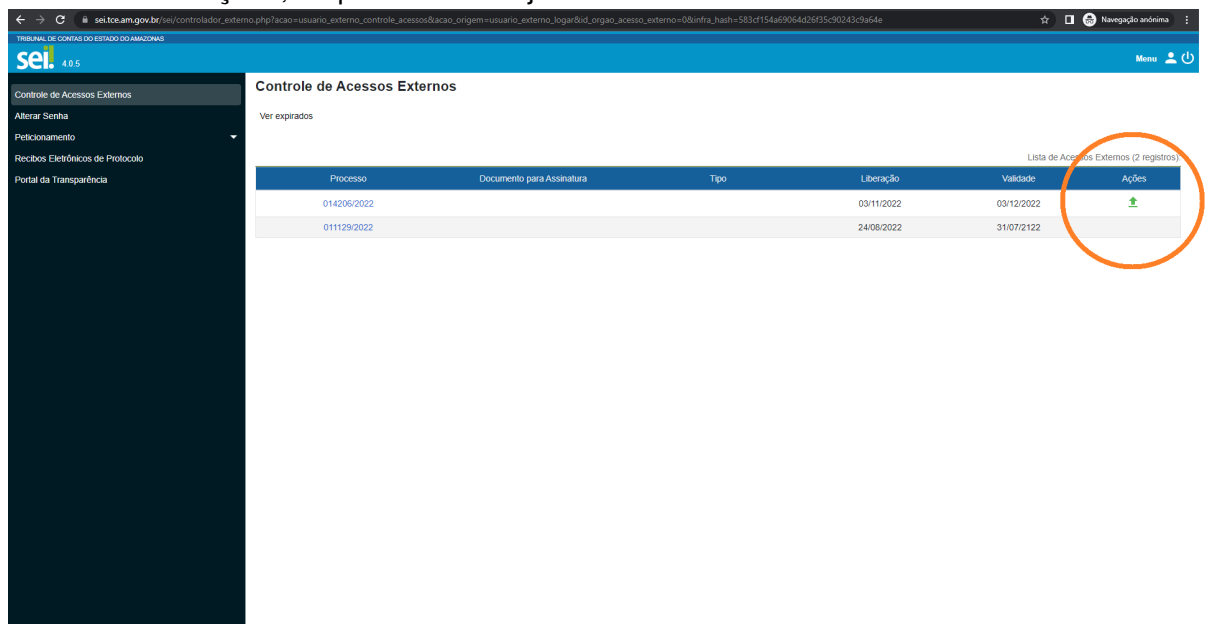 sei.tce.am.gov.br/sei/controlador_externo.php?acao=usuario_externo_controle_acessos&acao_origem=usuario_externo_logar&id_orgao_acesso_externo=0&infra_hash=583cf154a69064d26f35c90243c9a64e
Navegação anônima
TRIBUNAL DE CONTAS DO ESTADO DO AMAZONAS
sei! 4.0.5
Menu
Controle de Acessos Externos
Alterar Senha
Peticionamento
Recibos Eletrônicos de Protocolo
Portal da Transparência
Controle de Acessos Externos
Ver expirados
Lista de Acessos Externos (2 registros):
Processo Documento para Assinatura Tipo Liberação Validade Ações
014206/2022 03/11/2022 03/12/2022
011129/2022 24/08/2022 31/07/2122